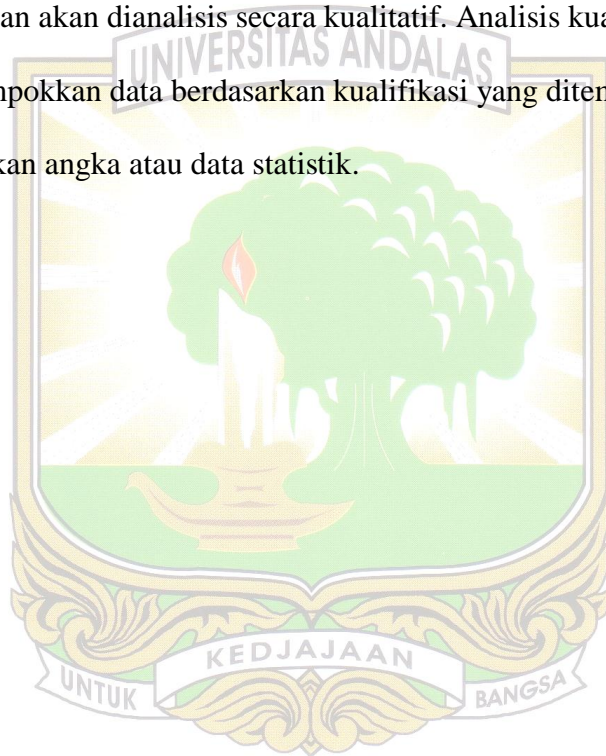 an akan dianalisis secara kualitatif. Analisis kua
UNIVERSITAS ANDALAS
npokkan data berdasarkan kualifikasi yang diten
kan angka atau data statistik.
KEDJAJAAN
UNTUK
BANGSA